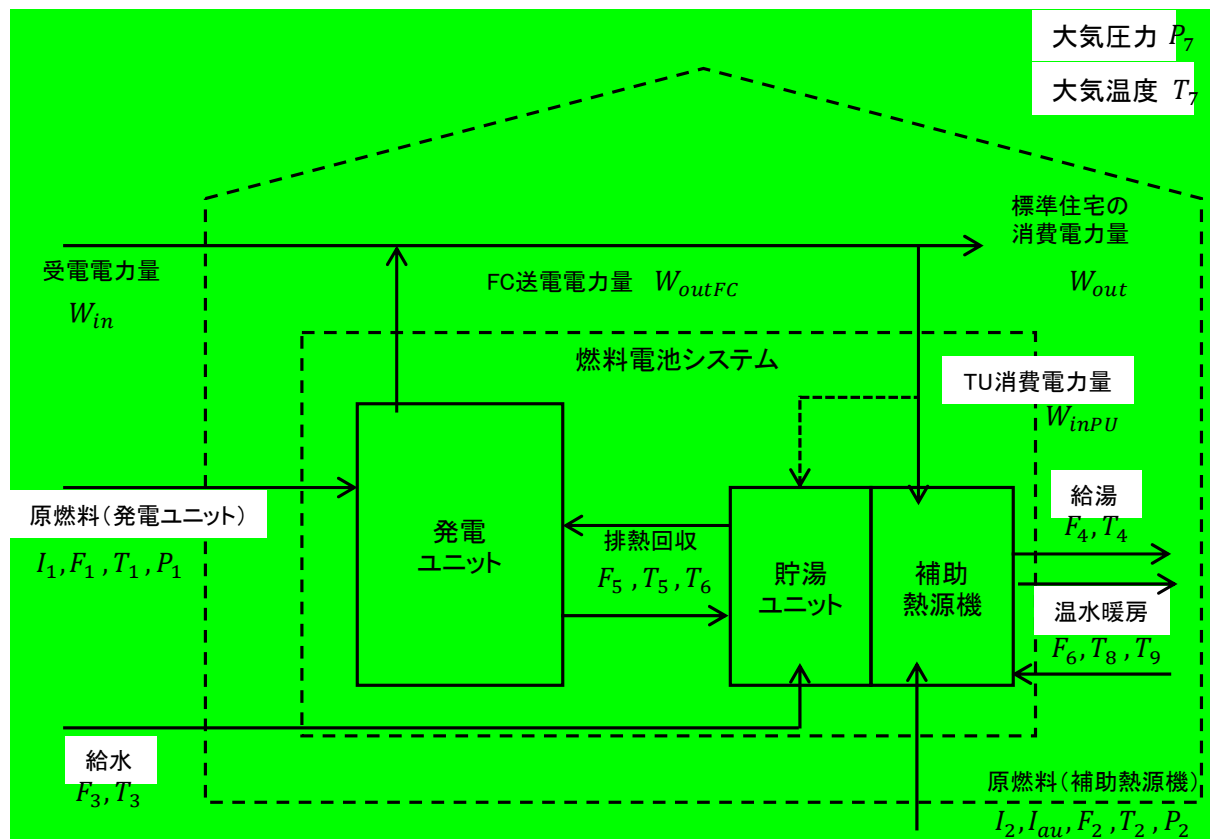 大気圧力 P₇
大気温度 T₇
標準住宅の
消費電力量
W_out
受電電力量
W_in
FC送電電力量 W_outFC
燃料電池システム
TU消費電力量
W_inPU
原燃料(発電ユニット)
I₁, F₁, T₁, P₁
発電
ユニット
排熱回収
F₅, T₅, T₆
貯湯
ユニット
補助
熱源機
給湯
F₄, T₄
温水暖房
F₆, T₈, T₉
給水
F₃, T₃
原燃料(補助熱源機)
I₂, I_au, F₂, T₂, P₂